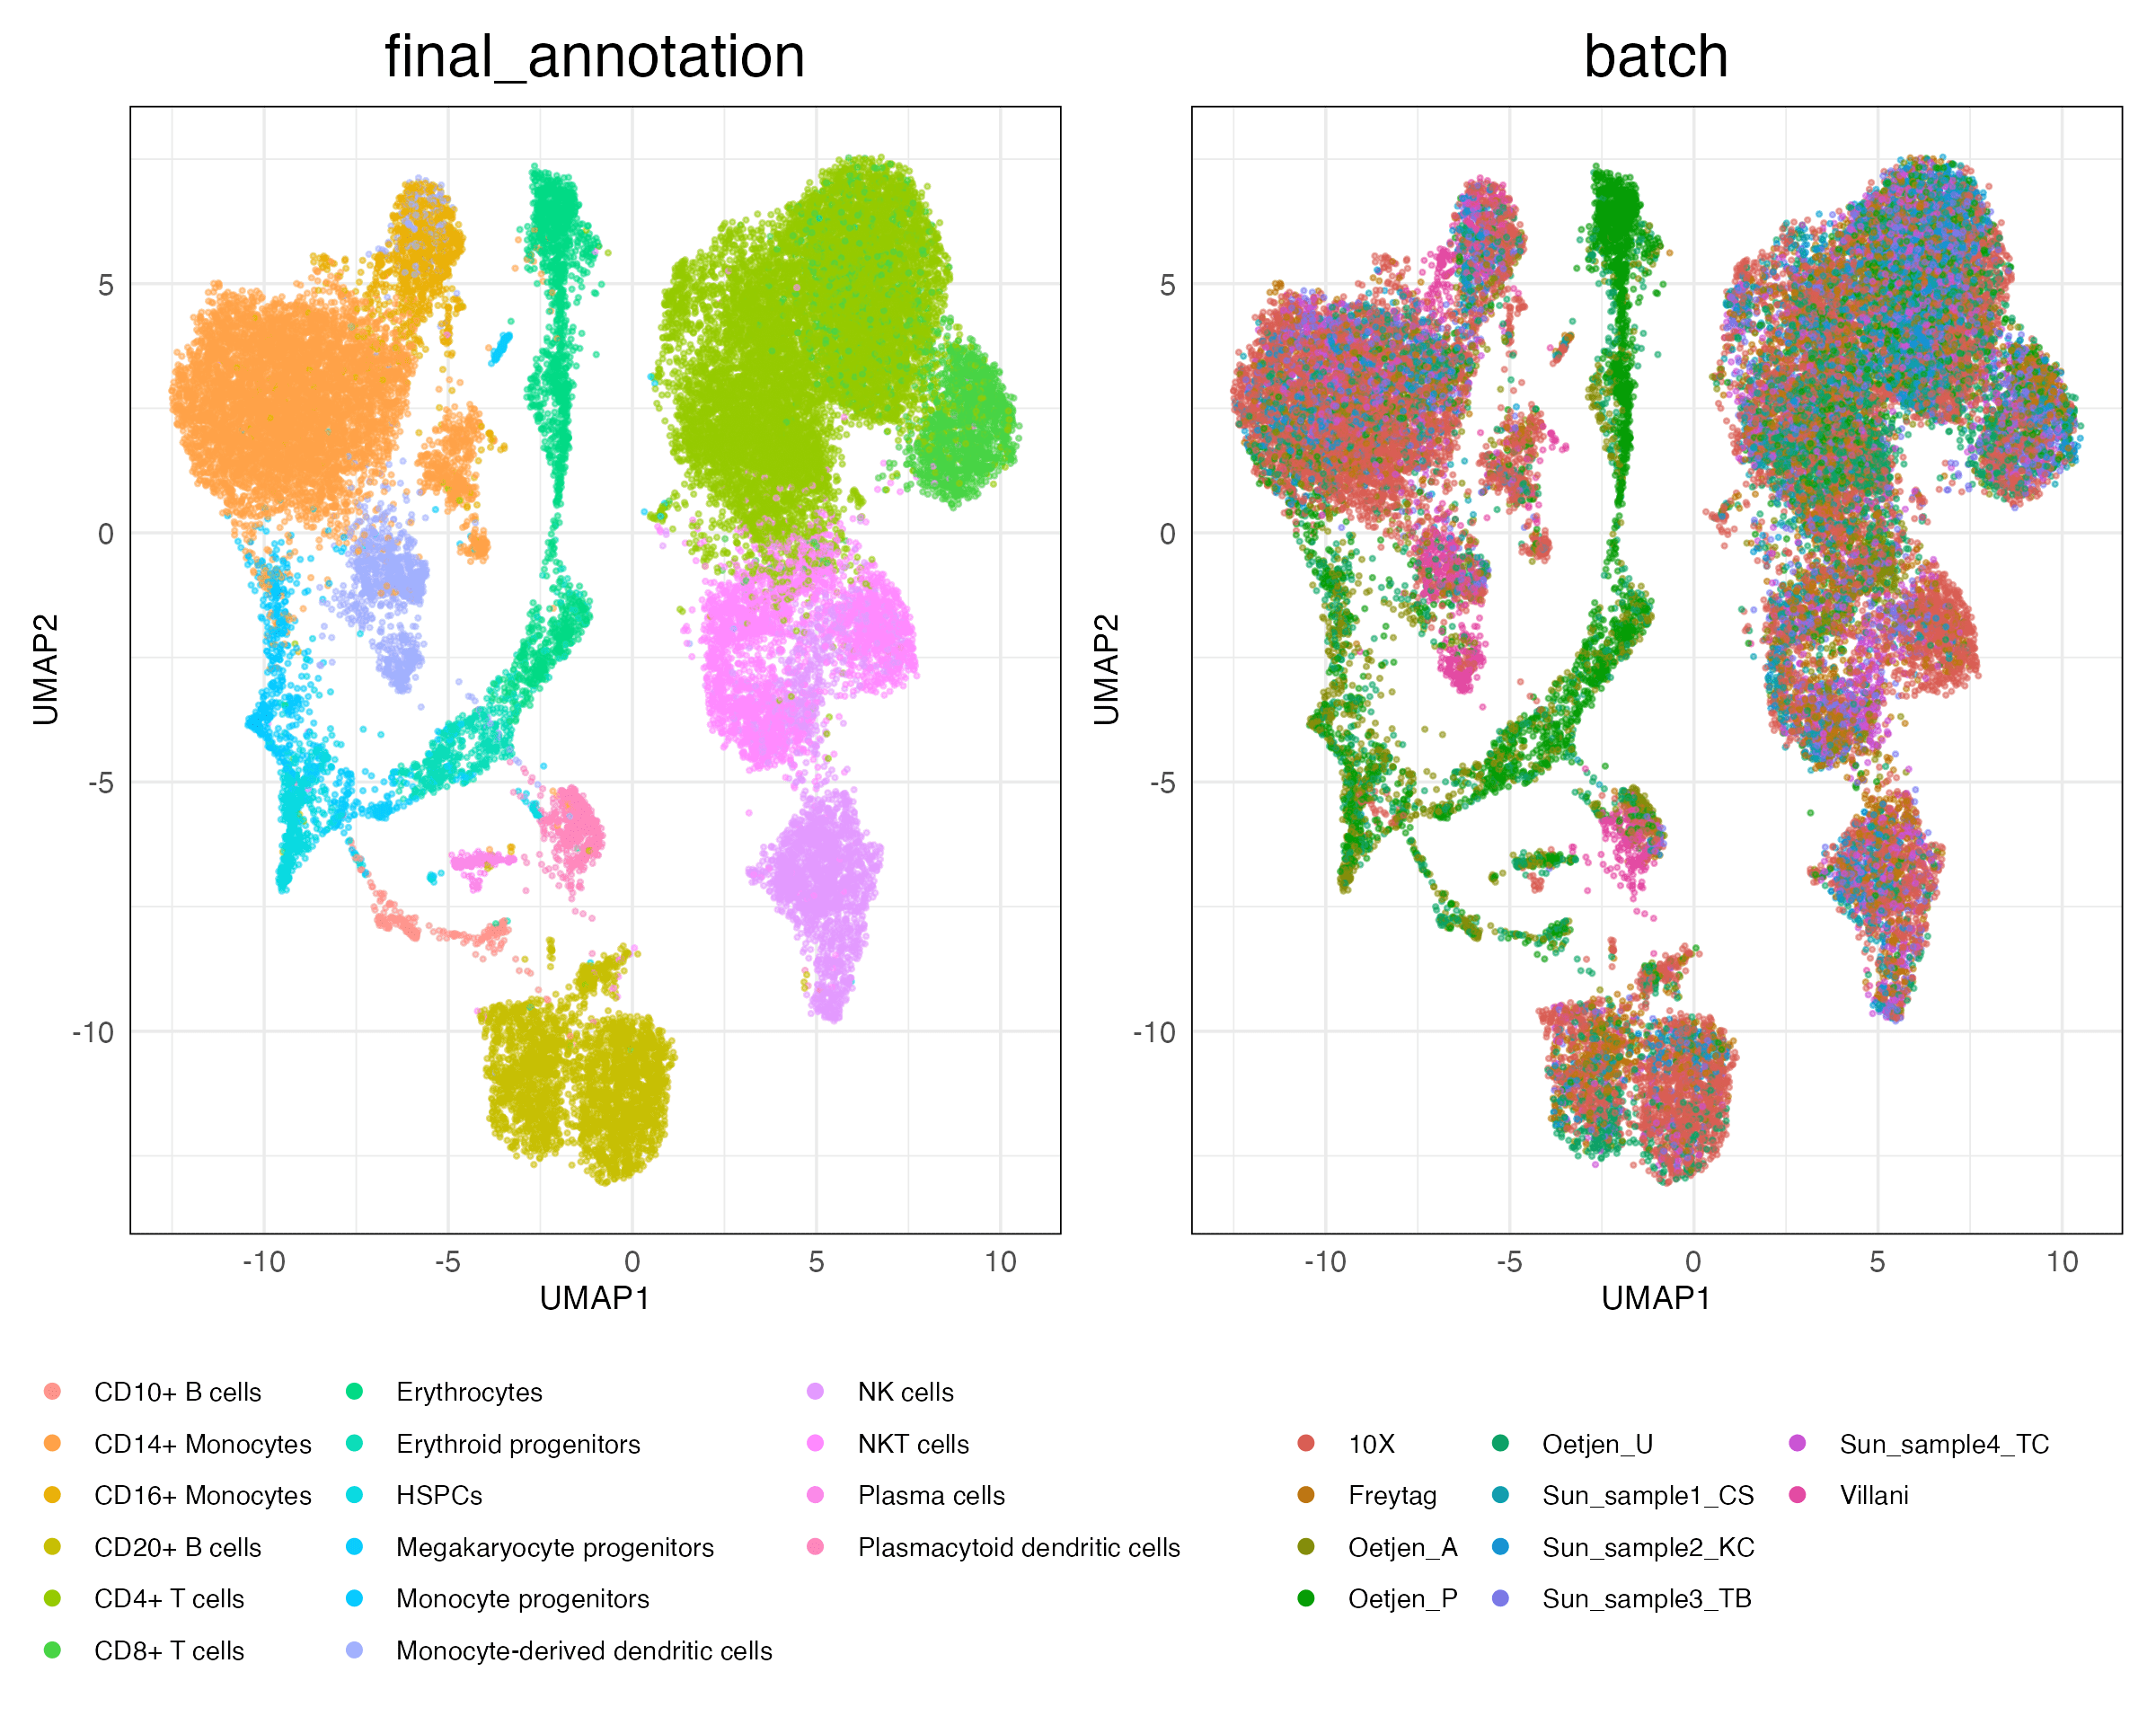 final_annotation
batch
UMAP2
5
0
-5
-10
-10
-5
0
5
10
UMAP1
UMAP2
5
0
-5
-10
-10
-5
0
5
10
UMAP1
CD10+ B cells
CD14+ Monocytes
CD16+ Monocytes
CD20+ B cells
CD4+ T cells
CD8+ T cells
Erythrocytes
Erythroid progenitors
HSPCs
Megakaryocyte progenitors
Monocyte progenitors
Monocyte-derived dendritic cells
NK cells
NKT cells
Plasma cells
Plasmacytoid dendritic cells
10X
Freytag
Oetjen_A
Oetjen_P
Oetjen_U
Sun_sample1_CS
Sun_sample2_KC
Sun_sample3_TB
Sun_sample4_TC
Villani